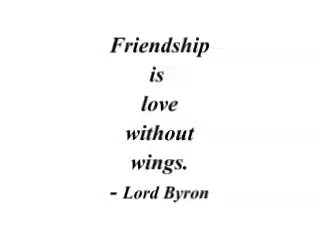 Friendship
is
love
without
wings.
- Lord Byron